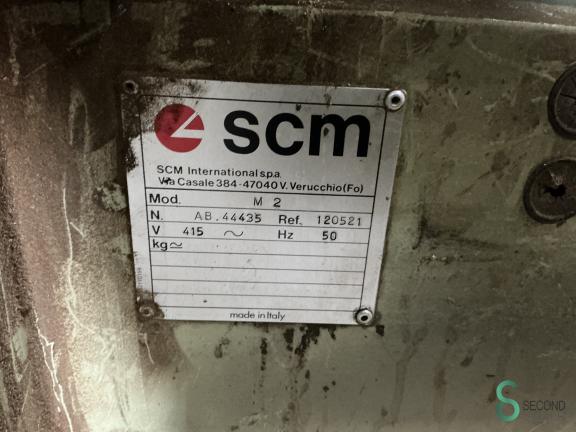 scm
SCM International s.p.a.
Via Casale 384-47040 V. Verucchio (Fo)
Mod. M 2
N. AB.44435 Ref. 120521
V 415 ~ Hz 50
kg≃
made in Italy
S SECOND